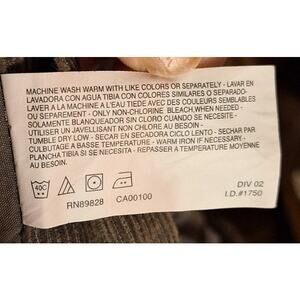 MACHINE WASH WARM WITH LIKE COLORS OR SEPARATELY - LAVAR EN
LAVADORA CON AGUA TIBIA CON COLORES SIMILARES O SEPARADO-
LAVER A LA MACHINE A L'EAU TIEDE AVEC DES COULEURS SEMBLABLES
OU SEPAREMENT - ONLY NON-CHLORINE BLEACH,WHEN NEEDED -
SOLAMENTE BLANQUEADOR SIN CLORO CUANDO SE NECESITE -
UTILISER UN JAVELLISANT NON CHLORE AU BESOIN -
TUMBLE DRY LOW - SECAR EN SECADORA CICLO LENTO - SECHAR PAR
CULBUTAGE A BASSE TEMPERATURE - WARM IRON IF NECESSARY -
PLANCHA TIBIA SI SE NECESITA - REPASSER A TEMPERATURE MOYENNE
AU BESOIN.
40C
RN89828 CA00100
DIV 02
I.D.#1750